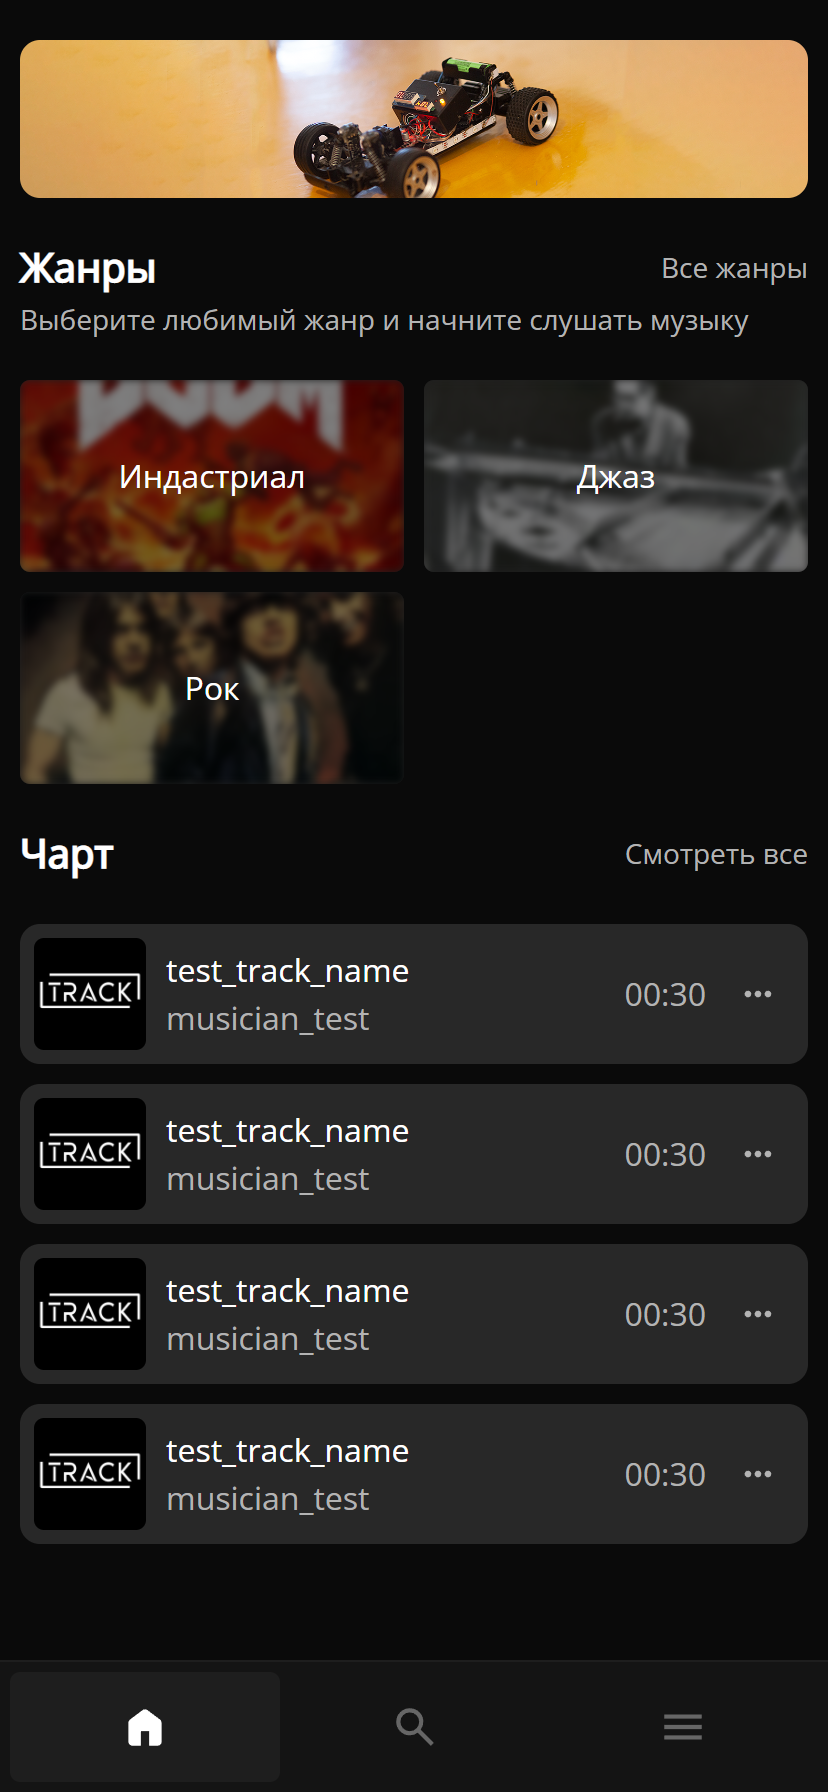 Жанры
Все жанры
Выберите любимый жанр и начните слушать музыку
DOOM
Индастриал
Джаз
Рок
Чарт
Смотреть все
TRACK
test_track_name
musician_test
00:30
TRACK
test_track_name
musician_test
00:30
TRACK
test_track_name
musician_test
00:30
TRACK
test_track_name
musician_test
00:30